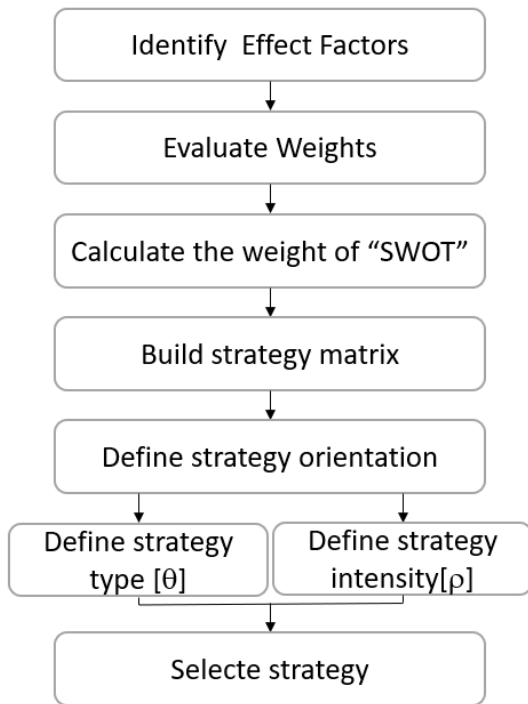 Identify Effect Factors
Evaluate Weights
Calculate the weight of “SWOT”
Build strategy matrix
Define strategy orientation
Define strategy
type [θ]
Define strategy
intensity[ρ]
Selecte strategy